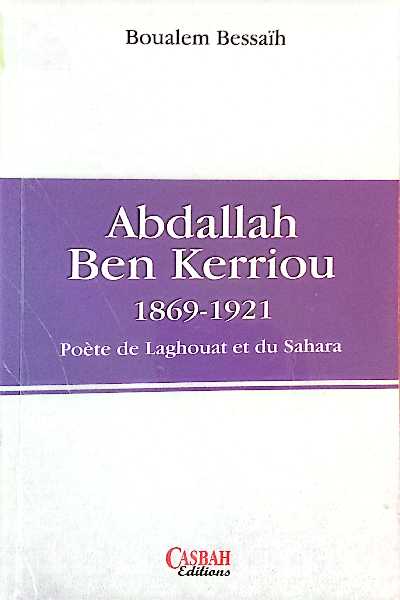 Boualem Bessaïh
Abdallah
Ben Kerriou
1869-1921
Poète de Laghouat et du Sahara
CASBAH
Editions